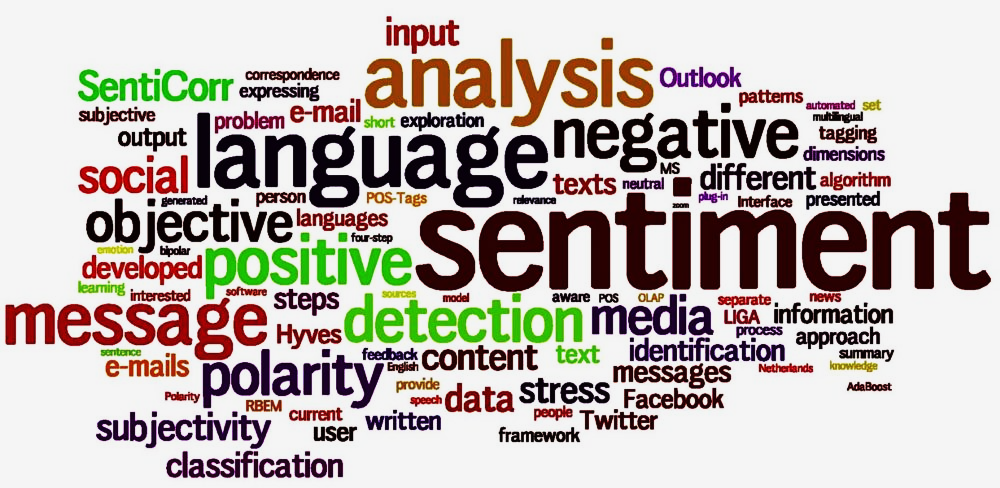 input
analysis
SentiCorr
correspondence
Outlook
expressing
patterns
subjective
problem
e-mail
short
exploration
automated
set
multilingual
output
language
negative
tagging
dimensions
social
MS
texts
neutral
different
algorithm
generated
person
POS-Tags
relevance
zoom
plug-in
Interface
presented
objective
languages
four-step
sentiment
emotion
bipolar
developed
positive
learning
interested
software
steps
sources
model
aware
POS
OLAP
separate
news
message
Hyves
detection
media
LIGA
information
process
approach
sentence
e-mails
polarity
feedback
English
content
text
identification
summary
messages
Netherlands
knowledge
Polarity
provide
speech
data
stress
Facebook
AdaBoost
RBEM
current
people
Twitter
subjectivity
user
written
framework
classification